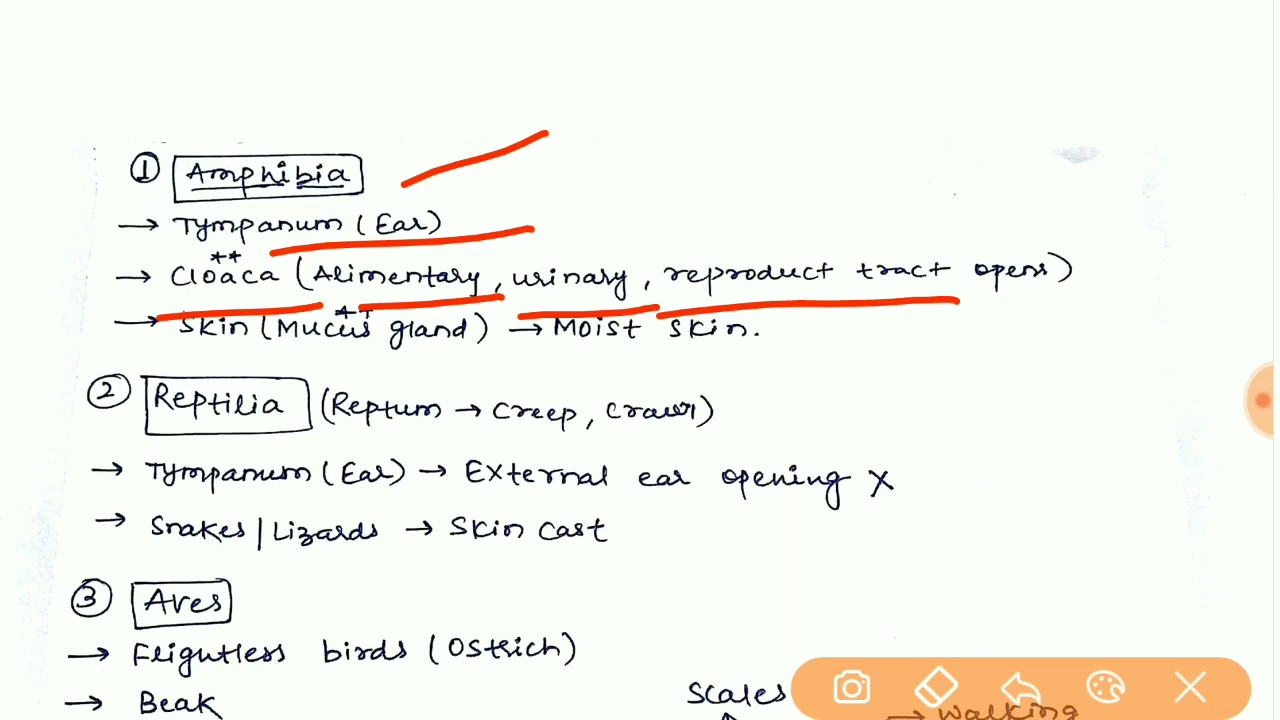 ① Amphibia
→ Tympanum (Ear)
→ Cloaca** (Alimentary, urinary, reproduct tract opens)
→ Skin (Mucus** gland) → Moist skin.
② Reptilia (Reptum → Creep, Crawl)
→ Tympanum (Ear) → External ear opening X
→ Snakes | Lizards → Skin cast
③ Aves
→ Flightless birds (Ostrich)
→ Beak
Scales
→ Walking